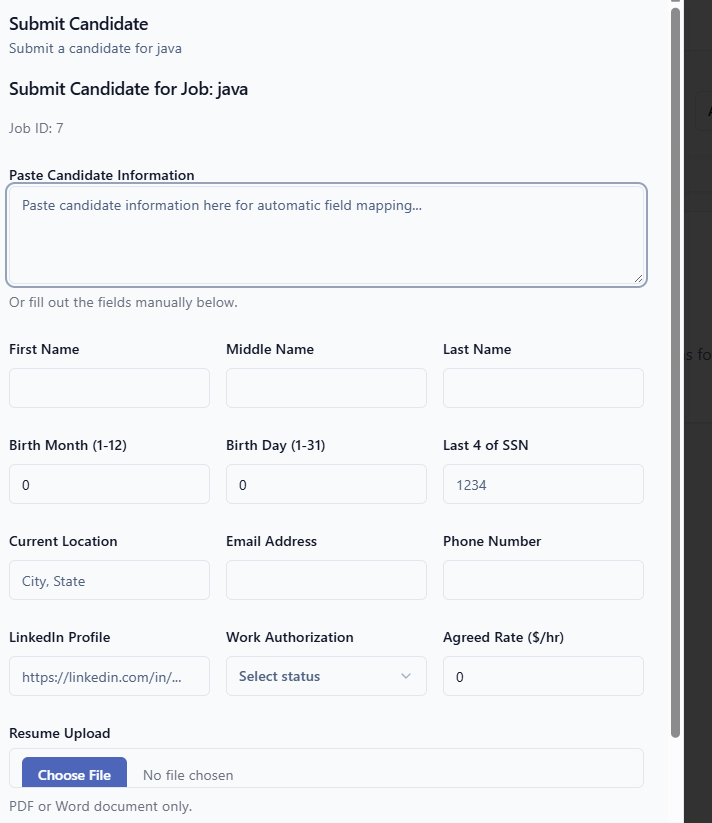 Submit Candidate
Submit a candidate for java
Submit Candidate for Job: java
Job ID: 7
Paste Candidate Information
Paste candidate information here for automatic field mapping...
Or fill out the fields manually below.
First Name Middle Name Last Name
Birth Month (1-12) Birth Day (1-31) Last 4 of SSN
0 0 1234
Current Location Email Address Phone Number
City, State
LinkedIn Profile Work Authorization Agreed Rate ($/hr)
https://linkedin.com/in/... Select status 0
Resume Upload
Choose File No file chosen
PDF or Word document only.